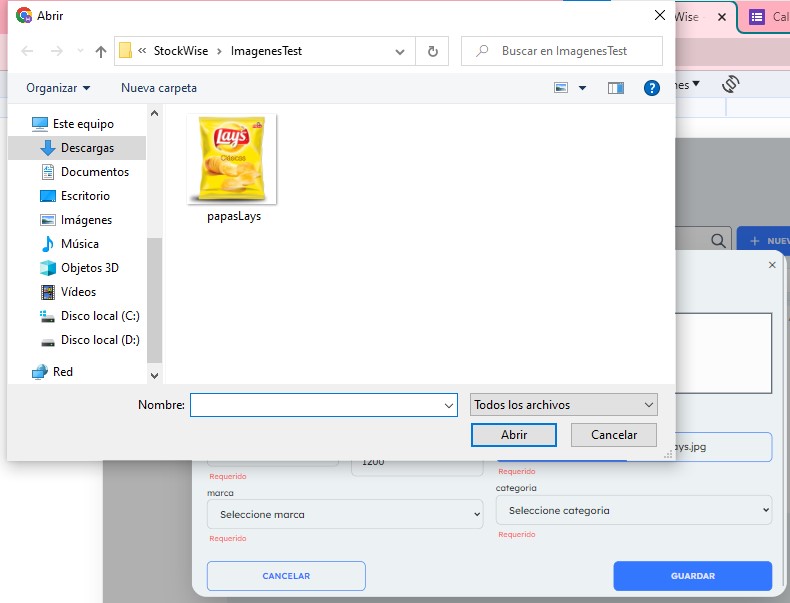 Abrir
Wise
Cal
« StockWise › ImagenesTest
Buscar en ImagenesTest
Organizar
Nueva carpeta
nes
Este equipo
Descargas
Documentos
Escritorio
Imágenes
Música
Objetos 3D
Vídeos
Disco local (C:)
Disco local (D:)
Red
Lay's
Clásicas
papasLays
+ NUEV
Nombre:
Todos los archivos
Abrir
Cancelar
ays.jpg
1200
Requerido
Requerido
marca
categoria
Seleccione marca
Seleccione categoria
Requerido
Requerido
CANCELAR
GUARDAR